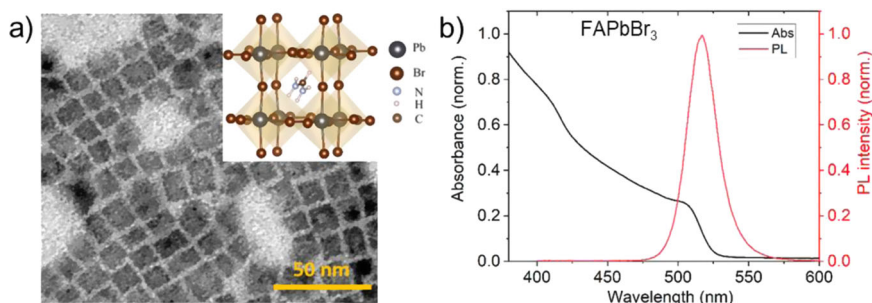 a)
Pb
Br
N
H
C
50 nm
b)
FAPbBr₃
Abs
PL
Absorbance (norm.)
1.0
0.8
0.6
0.4
0.2
0.0
400
450
500
550
600
Wavelength (nm)
1.0
0.8
0.6
0.4
0.2
0.0
PL intensity (norm.)